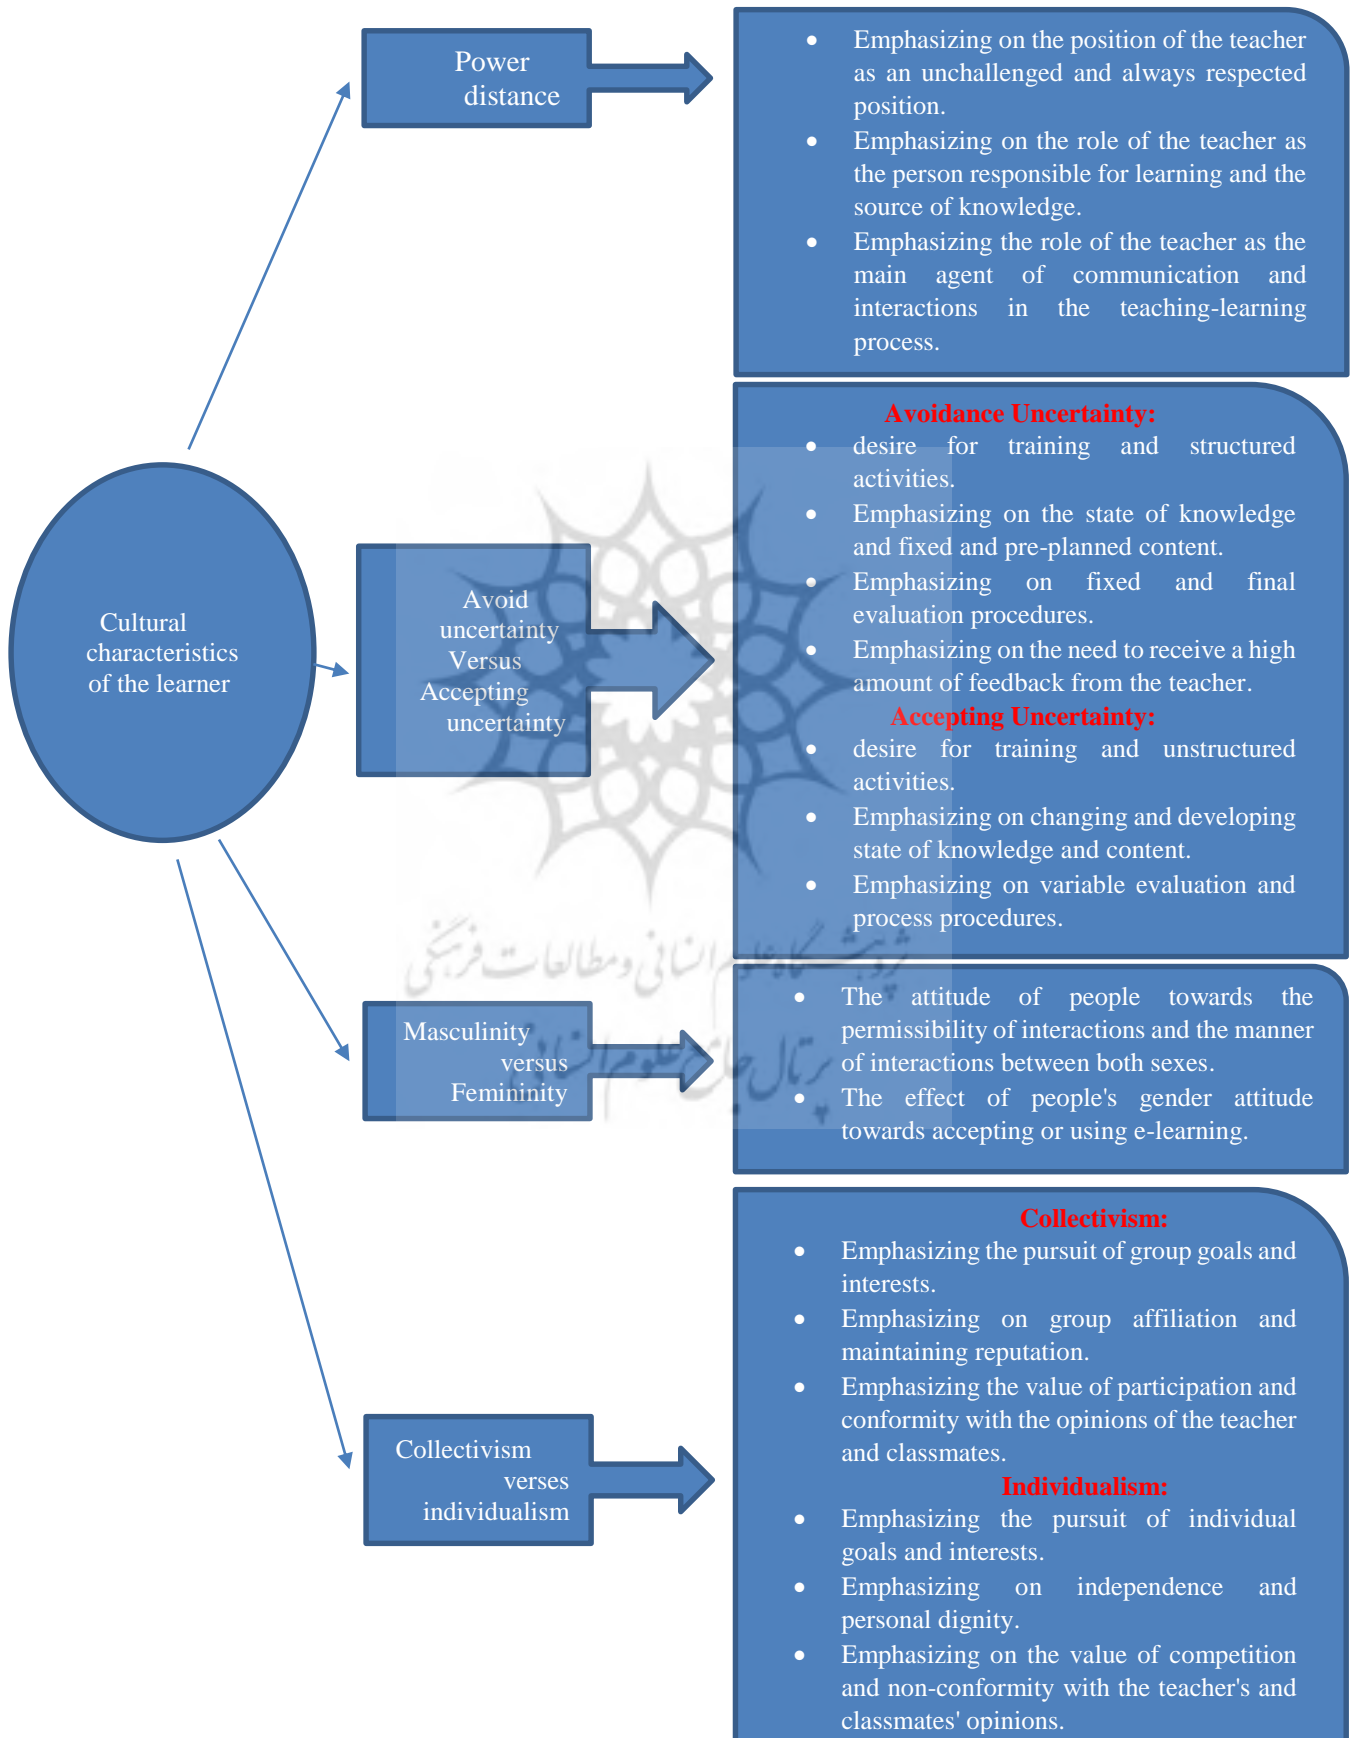 Cultural
characteristics
of the learner
Power
distance
• Emphasizing on the position of the teacher
as an unchallenged and always respected
position.
• Emphasizing on the role of the teacher as
the person responsible for learning and the
source of knowledge.
• Emphasizing the role of the teacher as the
main agent of communication and
interactions in the teaching-learning
process.
Avoid
uncertainty
Versus
Accepting
uncertainty
Avoidance Uncertainty:
• desire for training and structured
activities.
• Emphasizing on the state of knowledge
and fixed and pre-planned content.
• Emphasizing on fixed and final
evaluation procedures.
• Emphasizing on the need to receive a high
amount of feedback from the teacher.
Accepting Uncertainty:
• desire for training and unstructured
activities.
• Emphasizing on changing and developing
state of knowledge and content.
• Emphasizing on variable evaluation and
process procedures.
پژوهشگاه علوم انسانی و مطالعات فرهنگی
پرتال جامع علوم انسانی
Masculinity
versus
Femininity
• The attitude of people towards the
permissibility of interactions and the manner
of interactions between both sexes.
• The effect of people's gender attitude
towards accepting or using e-learning.
Collectivism
verses
individualism
Collectivism:
• Emphasizing the pursuit of group goals and
interests.
• Emphasizing on group affiliation and
maintaining reputation.
• Emphasizing the value of participation and
conformity with the opinions of the teacher
and classmates.
Individualism:
• Emphasizing the pursuit of individual
goals and interests.
• Emphasizing on independence and
personal dignity.
• Emphasizing on the value of competition
and non-conformity with the teacher's and
classmates' opinions.